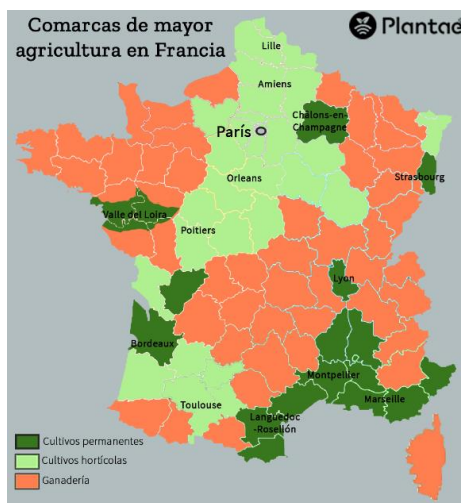 Comarcas de mayor
agricultura en Francia
Plantae
Lille
Amiens
Châlons-en-
Champagne
París
Strasbourg
Orleans
Valle del Loira
Poitiers
Lyon
Bordeaux
Montpellier
Marseille
Toulouse
Languedoc
-Rosellón
Cultivos permanentes
Cultivos hortícolas
Ganadería